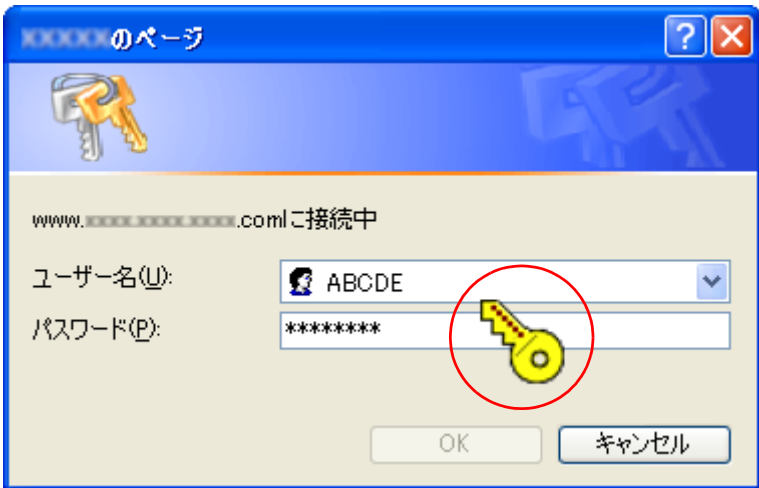 のページ
www. .comに接続中
ユーザー名(U):
ABCDE
パスワード(P):
********
OK
キャンセル